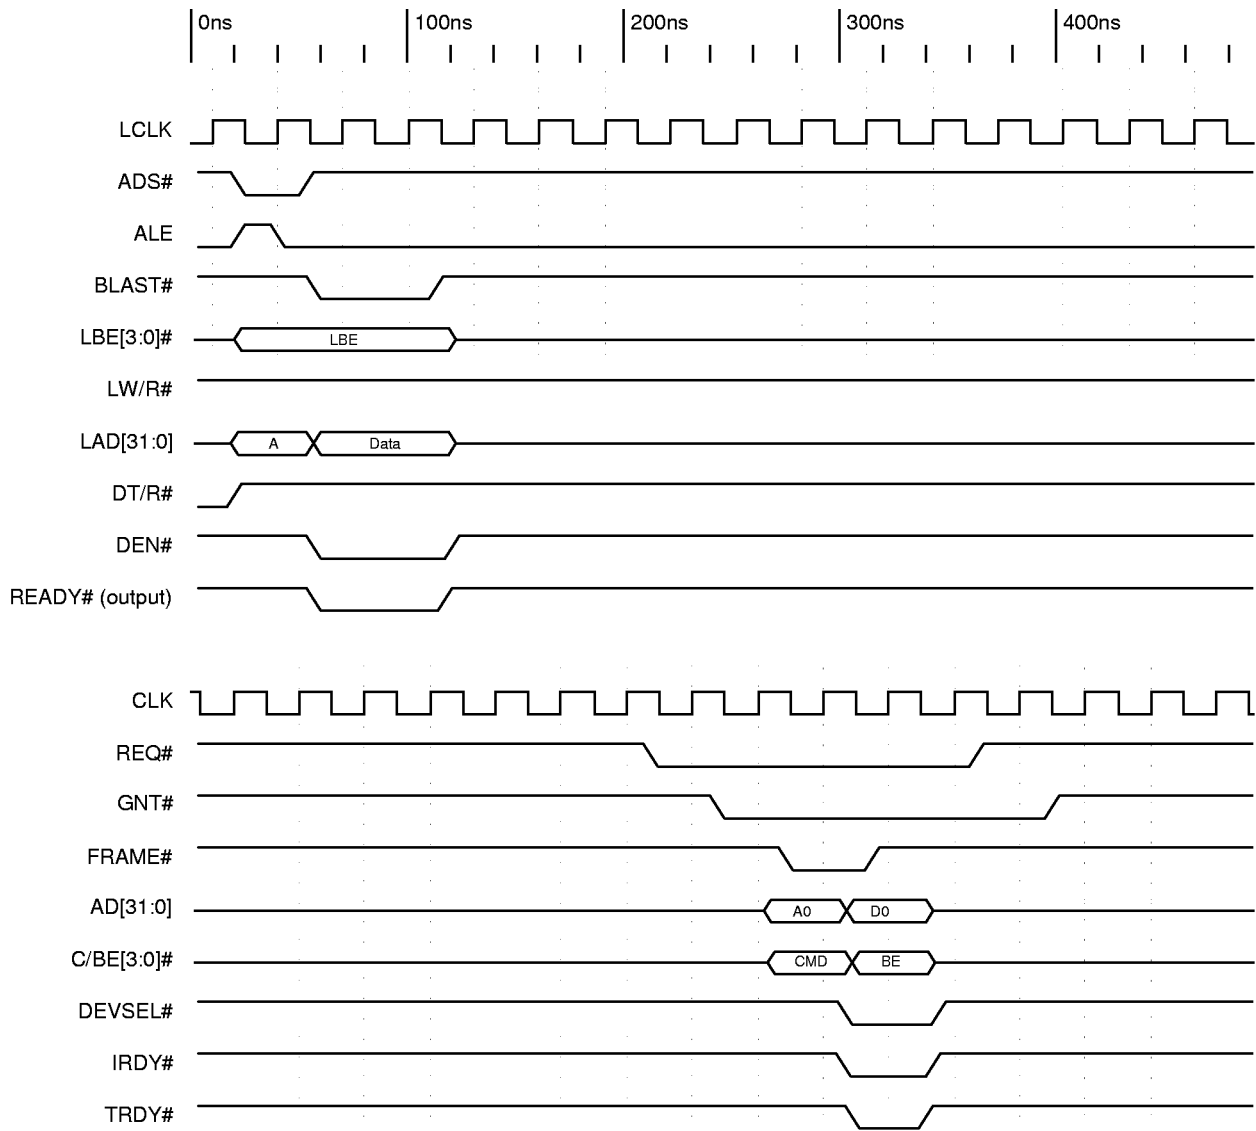 0ns 100ns 200ns 300ns 400ns
LCLK
ADS#
ALE
BLAST#
LBE[3:0]# LBE
LW/R#
LAD[31:0] A Data
DT/R#
DEN#
READY# (output)
CLK
REQ#
GNT#
FRAME#
AD[31:0] A0 D0
C/BE[3:0]# CMD BE
DEVSEL#
IRDY#
TRDY#